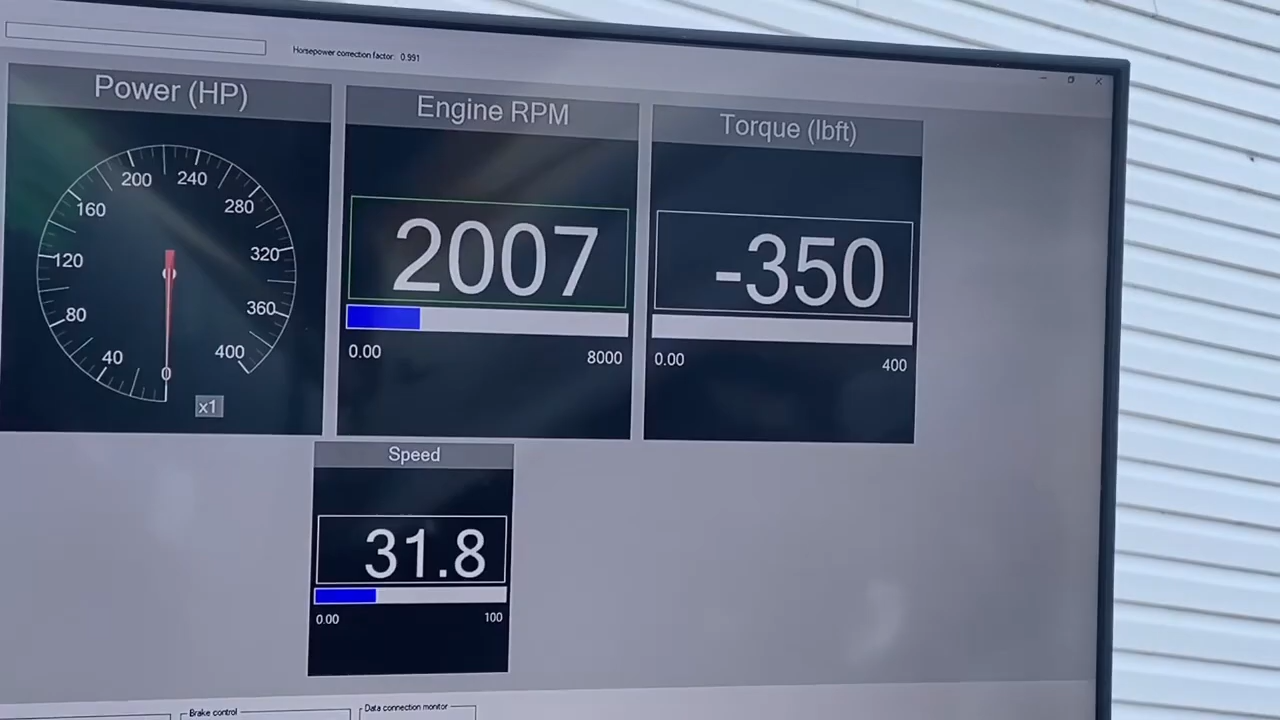 Horsepower correction factor: 0.991
Power (HP)
Engine RPM
Torque (lbft)
0
40
80
120
160
200
240
280
320
360
400
x1
2007
0.00
8000
-350
0.00
400
Speed
31.8
0.00
100
Brake control
Data connection monitor